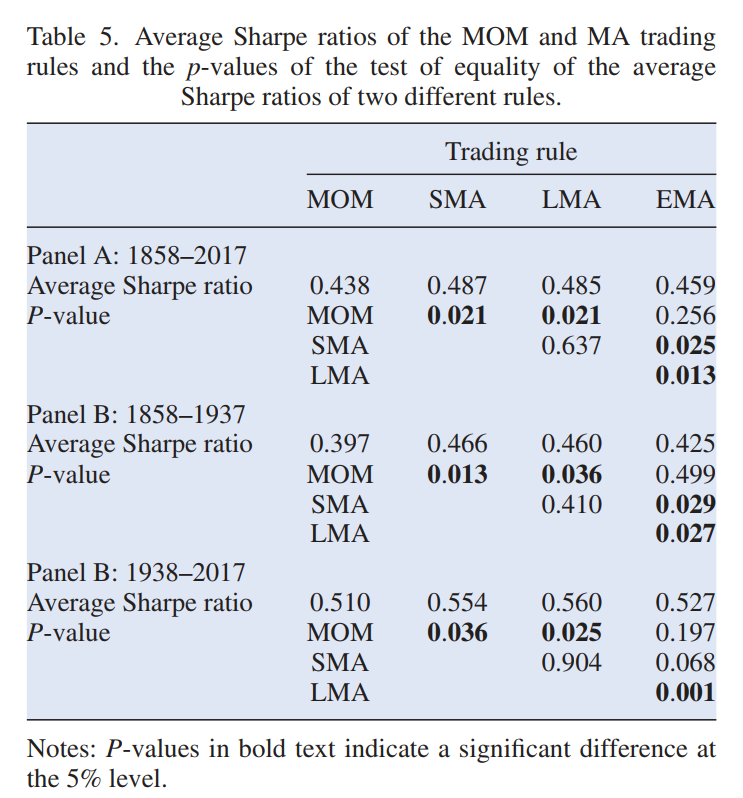 Table 5. Average Sharpe ratios of the MOM and MA trading
rules and the p-values of the test of equality of the average
Sharpe ratios of two different rules.
Trading rule
MOM SMA LMA EMA
Panel A: 1858–2017
Average Sharpe ratio 0.438 0.487 0.485 0.459
P-value MOM 0.021 0.021 0.256
SMA 0.637 0.025
LMA 0.013
Panel B: 1858–1937
Average Sharpe ratio 0.397 0.466 0.460 0.425
P-value MOM 0.013 0.036 0.499
SMA 0.410 0.029
LMA 0.027
Panel B: 1938–2017
Average Sharpe ratio 0.510 0.554 0.560 0.527
P-value MOM 0.036 0.025 0.197
SMA 0.904 0.068
LMA 0.001
Notes: P-values in bold text indicate a significant difference at
the 5% level.